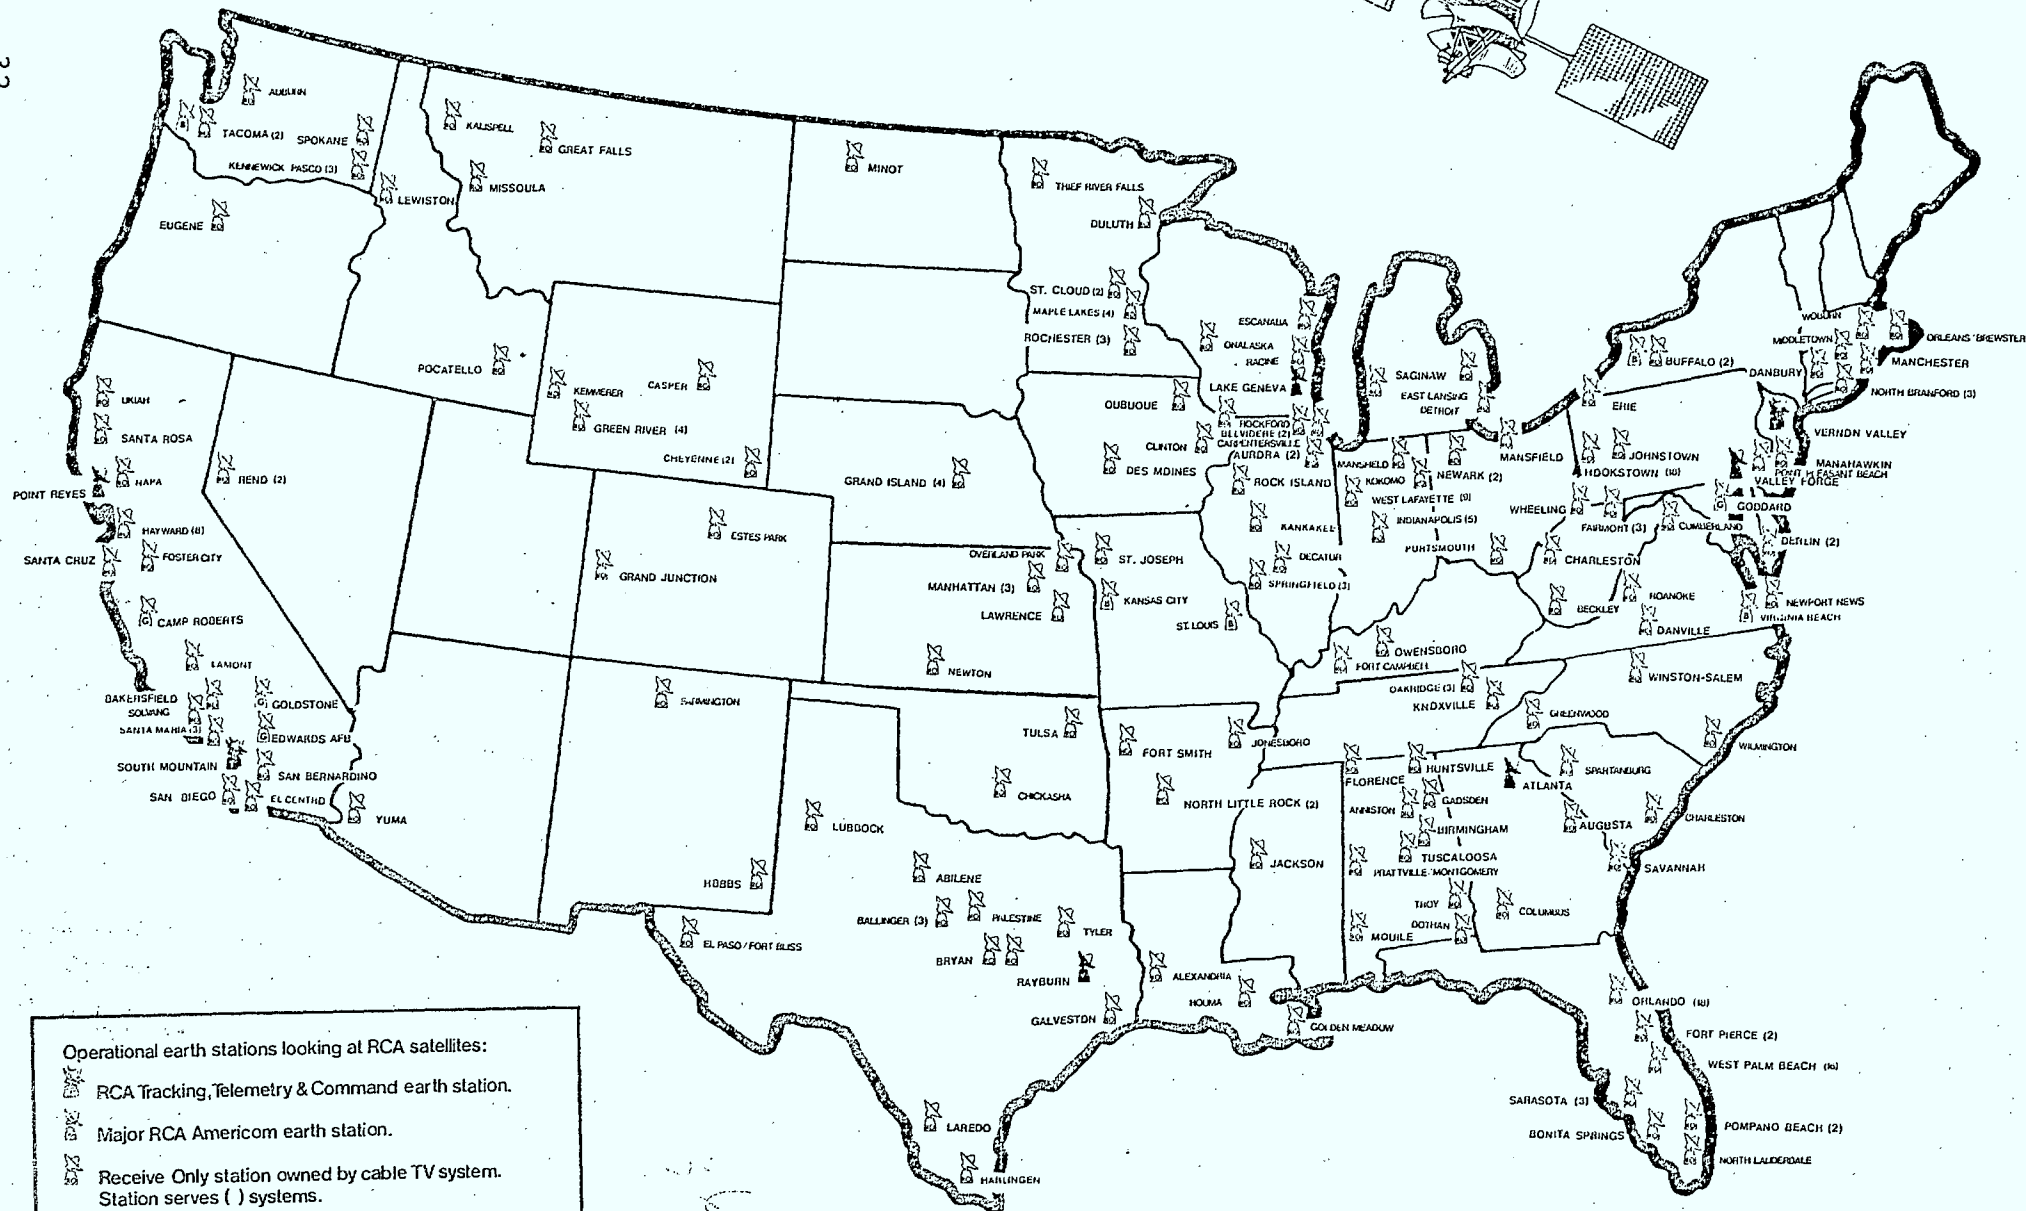 AUBURN
TACOMA (2)
SPOKANE
KENNEWICK PASCO (3)
LEWISTON
EUGENE
KALISPELL
GREAT FALLS
MISSOULA
MINOT
THIEF RIVER FALLS
DULUTH
ST. CLOUD (2)
MAPLE LAKES (4)
ROCHESTER (3)
ESCANABA
ONALASKA
RACINE
LAKE GENEVA
SAGINAW
EAST LANSING
DETROIT
BUFFALO (2)
ERIE
WOBURN
MIDDLETOWN
ORLEANS BREWSTER
MANCHESTER
DANBURY
NORTH BRANFORD (3)
VERNON VALLEY
MANAHAWKIN
POINT PLEASANT BEACH
VALLEY FORGE
GODDARD
BERLIN (2)
POCATELLO
KEMMERER
CASPER
GREEN RIVER (4)
CHEYENNE (2)
UKIAH
SANTA ROSA
NAPA
POINT REYES
RENO (2)
HAYWARD (8)
FOSTER CITY
SANTA CRUZ
CAMP ROBERTS
LAMONT
BAKERSFIELD
SOLVANG
SANTA MARIA (3)
GOLDSTONE
EDWARDS AFB
SOUTH MOUNTAIN
SAN BERNARDINO
SAN DIEGO
EL CENTRO
YUMA
GRAND ISLAND (4)
ESTES PARK
GRAND JUNCTION
DUBUQUE
CLINTON
DES MOINES
ROCKFORD
BELVIDERE (2)
CARPENTERSVILLE
AURORA (2)
ROCK ISLAND
KANKAKEE
DECATUR
SPRINGFIELD (3)
MANSFIELD
KOKOMO
NEWARK (2)
WEST LAFAYETTE (9)
INDIANAPOLIS (5)
PORTSMOUTH
MANSFIELD
JOHNSTOWN
HOOKSTOWN (10)
WHEELING
FAIRMONT (3)
CUMBERLAND
CHARLESTON
BECKLEY
ROANOKE
DANVILLE
NEWPORT NEWS
VIRGINIA BEACH
OVERLAND PARK
ST. JOSEPH
MANHATTAN (3)
KANSAS CITY
LAWRENCE
ST. LOUIS
NEWTON
OWENSBORO
FORT CAMPBELL
OAKRIDGE (3)
KNOXVILLE
WINSTON-SALEM
GREENWOOD
WILMINGTON
SPARTANBURG
FARMINGTON
TULSA
CHICKASHA
FORT SMITH
JONESBORO
NORTH LITTLE ROCK (2)
FLORENCE
HUNTSVILLE
ATLANTA
GADSDEN
ANNISTON
BIRMINGHAM
TUSCALOOSA
AUGUSTA
CHARLESTON
SAVANNAH
JACKSON
PRATTVILLE-MONTGOMERY
TROY
DOTHAN
COLUMBUS
MOBILE
HOBBS
LUBBOCK
ABILENE
BALLINGER (3)
PALESTINE
TYLER
EL PASO/FORT BLISS
BRYAN
RAYBURN
ALEXANDRIA
HOUMA
GALVESTON
GOLDEN MEADOW
LAREDO
HARLINGEN
ORLANDO (18)
FORT PIERCE (2)
WEST PALM BEACH (16)
SARASOTA (3)
BONITA SPRINGS
POMPANO BEACH (2)
NORTH LAUDERDALE
Operational earth stations looking at RCA satellites:
RCA Tracking, Telemetry & Command earth station.
Major RCA Americom earth station.
Receive Only station owned by cable TV system.
Station serves ( ) systems.